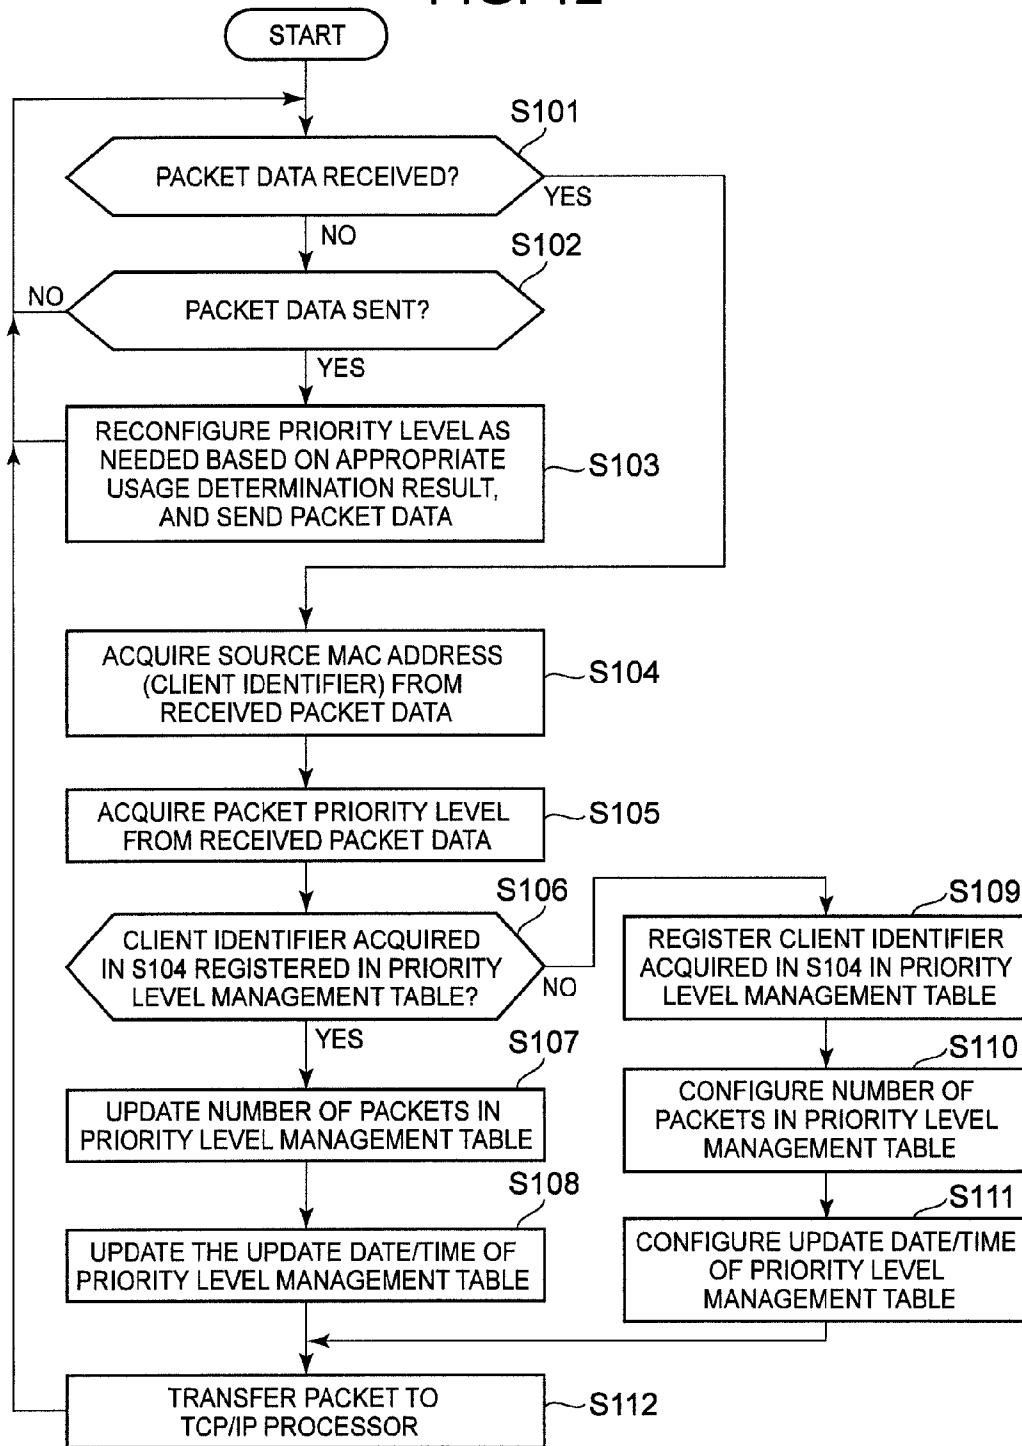 START
S101
PACKET DATA RECEIVED?
YES
NO
S102
NO
PACKET DATA SENT?
YES
RECONFIGURE PRIORITY LEVEL AS
NEEDED BASED ON APPROPRIATE
USAGE DETERMINATION RESULT,
AND SEND PACKET DATA
S103
ACQUIRE SOURCE MAC ADDRESS
(CLIENT IDENTIFIER) FROM
RECEIVED PACKET DATA
S104
ACQUIRE PACKET PRIORITY LEVEL
FROM RECEIVED PACKET DATA
S105
S106
CLIENT IDENTIFIER ACQUIRED
IN S104 REGISTERED IN PRIORITY
LEVEL MANAGEMENT TABLE?
NO
YES
S109
REGISTER CLIENT IDENTIFIER
ACQUIRED IN S104 IN PRIORITY
LEVEL MANAGEMENT TABLE
S107
UPDATE NUMBER OF PACKETS IN
PRIORITY LEVEL MANAGEMENT TABLE
S110
CONFIGURE NUMBER OF
PACKETS IN PRIORITY LEVEL
MANAGEMENT TABLE
S108
UPDATE THE UPDATE DATE/TIME OF
PRIORITY LEVEL MANAGEMENT TABLE
S111
CONFIGURE UPDATE DATE/TIME
OF PRIORITY LEVEL
MANAGEMENT TABLE
TRANSFER PACKET TO
TCP/IP PROCESSOR
S112